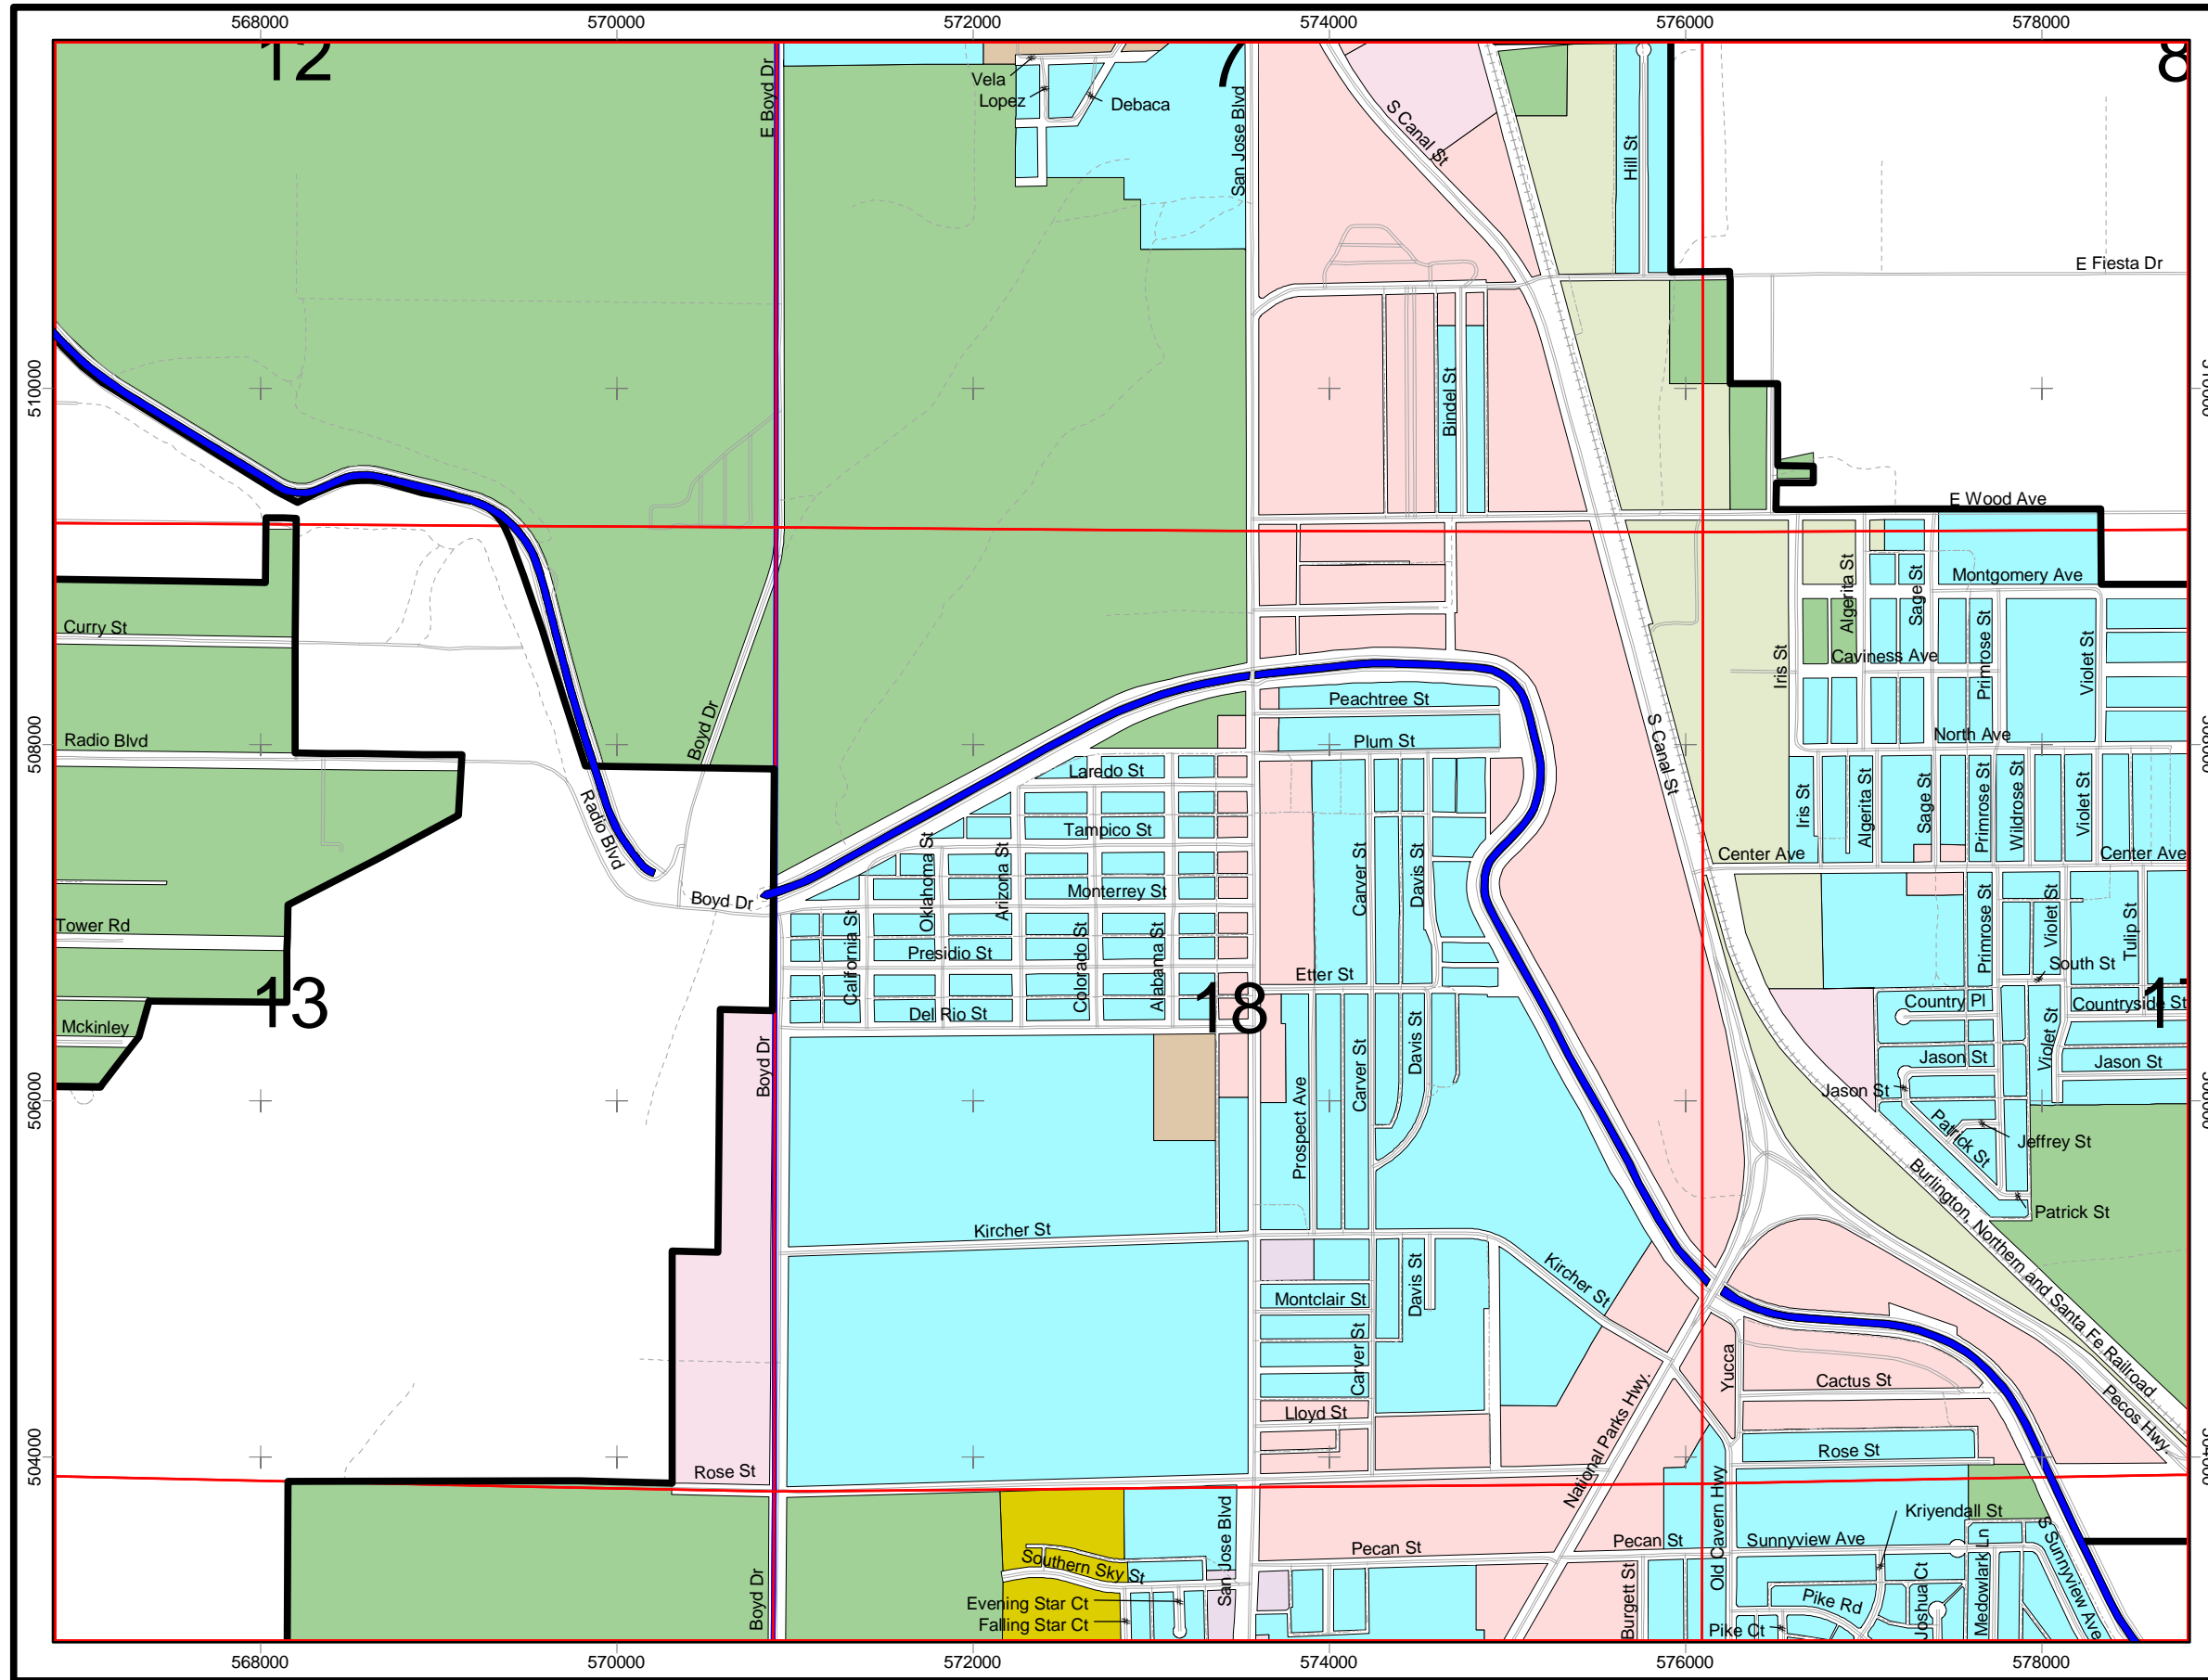 568000
570000
572000
574000
576000
578000
12
7
8
E Boyd Dr
Vela
Lopez
Debaca
San Jose Blvd
S Canal St
Hill St
E Fiesta Dr
510000
Bindel St
E Wood Ave
Algerita St
Sage St
Montgomery Ave
Curry St
Primrose St
Caviness Ave
Iris St
Violet St
Peachtree St
S Canal St
Radio Blvd
Boyd Dr
Plum St
North Ave
508000
Laredo St
Radio Blvd
Tampico St
Iris St
Algerita St
Sage St
Primrose St
Wildrose St
Violet St
Center Ave
Center Ave
Oklahoma St
Arizona St
Carver St
Davis St
Monterrey St
Boyd Dr
Tower Rd
California St
Presidio St
Colorado St
Alabama St
Primrose St
Violet St
Tulip St
South St
Etter St
13
18
Country Pl
Countryside St
Mckinley
Del Rio St
Boyd Dr
Davis St
Violet St
Jason St
Jason St
Jason St
506000
Prospect Ave
Carver St
Patrick St
Jeffrey St
Patrick St
Burlington, Northern and Santa Fe Railroad
Kircher St
Kircher St
Davis St
Montclair St
Carver St
Yucca
Cactus St
Lloyd St
National Parks Hwy.
Pecos Hwy.
504000
Rose St
Rose St
Old Cavern Hwy
Kriyendall St
San Jose Blvd
Pecan St
Pecan St
Sunnyview Ave
S Sunnyview Ave
Southern Sky St
Boyd Dr
Evening Star Ct
Falling Star Ct
Burgett St
Pike Rd
Joshua Ct
Medowlark Ln
Pike Ct
568000
570000
572000
574000
576000
578000